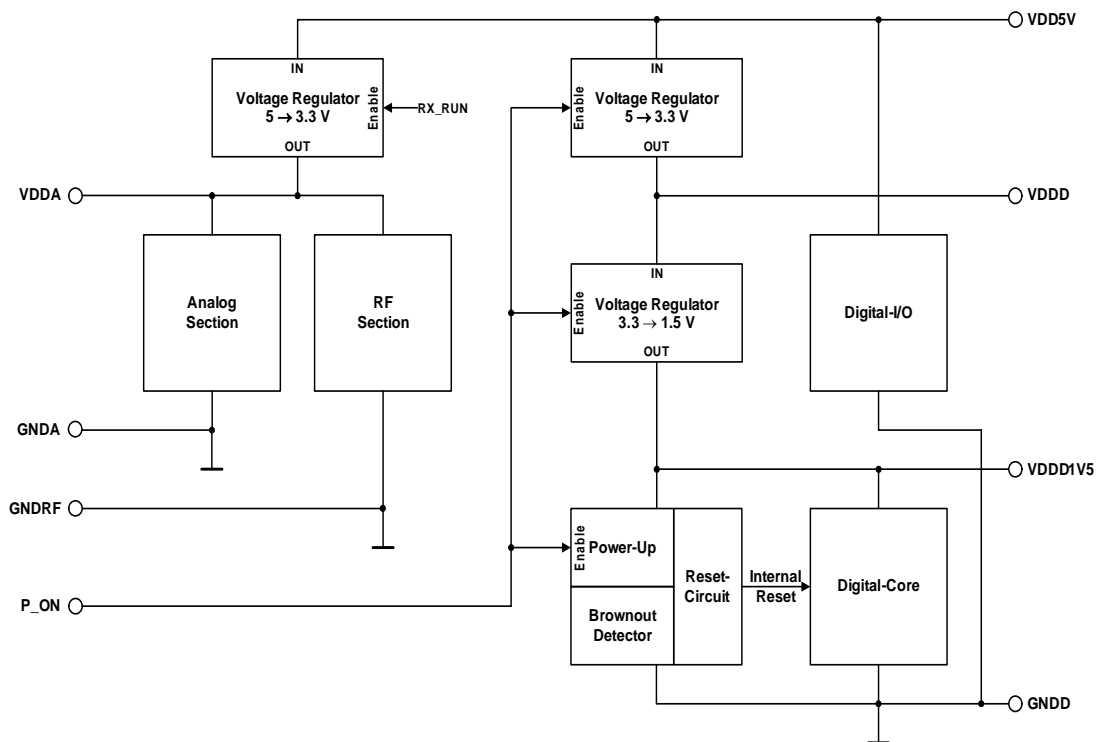 VDD5V
IN
Voltage Regulator
5 → 3.3 V
Enable
OUT
RX_RUN
IN
Enable
Voltage Regulator
5 → 3.3 V
OUT
VDDA
VDDD
Analog
Section
RF
Section
IN
Enable
Voltage Regulator
3.3 → 1.5 V
OUT
Digital-I/O
GNDA
VDDD1V5
GNDRF
Enable
Power-Up
Brownout
Detector
Reset-
Circuit
Internal
Reset
Digital-Core
P_ON
GNDD